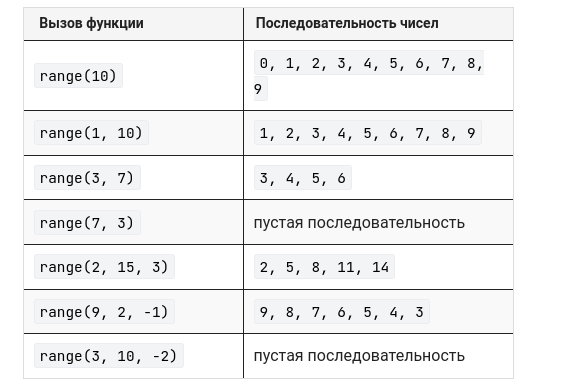 Вызов функции Последовательность чисел
range(10) 0, 1, 2, 3, 4, 5, 6, 7, 8,
9
range(1, 10) 1, 2, 3, 4, 5, 6, 7, 8, 9
range(3, 7) 3, 4, 5, 6
range(7, 3) пустая последовательность
range(2, 15, 3) 2, 5, 8, 11, 14
range(9, 2, -1) 9, 8, 7, 6, 5, 4, 3
range(3, 10, -2) пустая последовательность